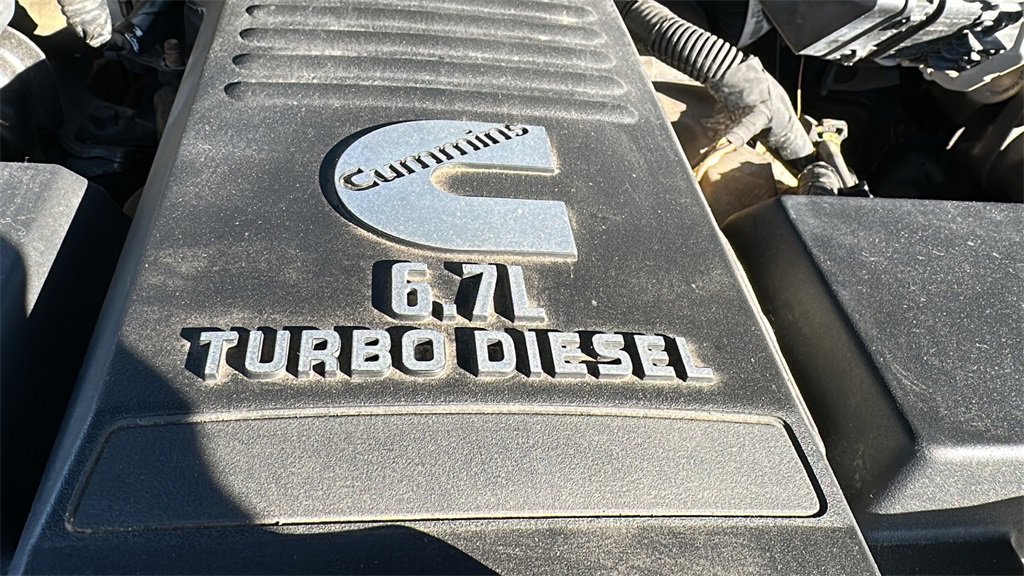 Cummins
6.7L
TURBO DIESEL